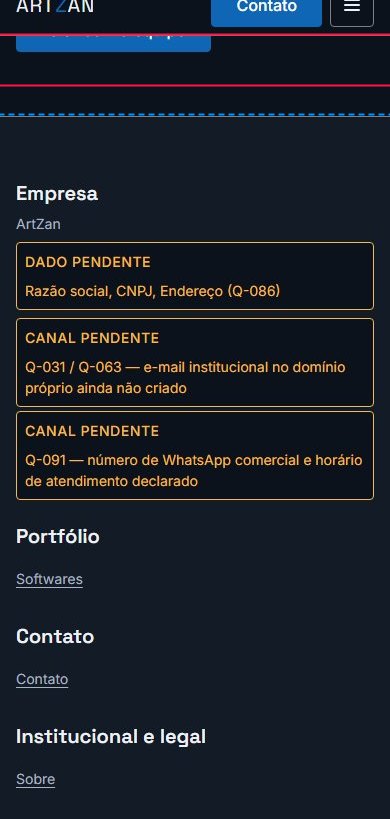 ARTZAN
Contato
Empresa
ArtZan
DADO PENDENTE
Razão social, CNPJ, Endereço (Q-086)
CANAL PENDENTE
Q-031 / Q-063 — e-mail institucional no domínio
próprio ainda não criado
CANAL PENDENTE
Q-091 — número de WhatsApp comercial e horário
de atendimento declarado
Portfólio
Softwares
Contato
Contato
Institucional e legal
Sobre